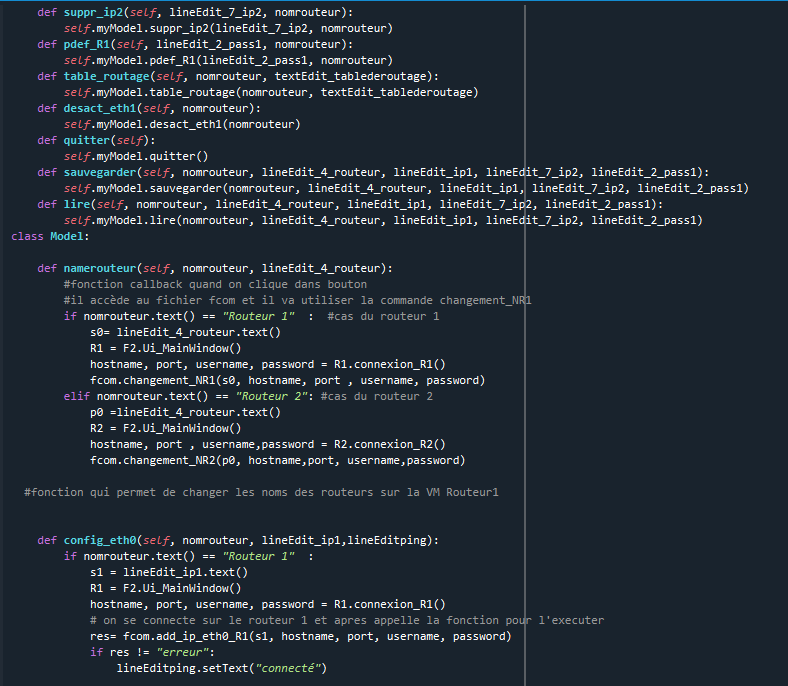 def suppr_ip2(self, lineEdit_7_ip2, nomrouteur):
self.myModel.suppr_ip2(lineEdit_7_ip2, nomrouteur)
def pdef_R1(self, lineEdit_2_pass1, nomrouteur):
self.myModel.pdef_R1(lineEdit_2_pass1, nomrouteur)
def table_routage(self, nomrouteur, textEdit_tablederoutage):
self.myModel.table_routage(nomrouteur, textEdit_tablederoutage)
def desact_eth1(self, nomrouteur):
self.myModel.desact_eth1(nomrouteur)
def quitter(self):
self.myModel.quitter()
def sauvegarder(self, nomrouteur, lineEdit_4_routeur, lineEdit_ip1, lineEdit_7_ip2, lineEdit_2_pass1):
self.myModel.sauvegarder(nomrouteur, lineEdit_4_routeur, lineEdit_ip1, lineEdit_7_ip2, lineEdit_2_pass1)
def lire(self, nomrouteur, lineEdit_4_routeur, lineEdit_ip1, lineEdit_7_ip2, lineEdit_2_pass1):
self.myModel.lire(nomrouteur, lineEdit_4_routeur, lineEdit_ip1, lineEdit_7_ip2, lineEdit_2_pass1)
class Model:
def namerouteur(self, nomrouteur, lineEdit_4_routeur):
#fonction callback quand on clique dans bouton
#il accède au fichier fcom et il va utiliser la commande changement_NR1
if nomrouteur.text() == "Routeur 1"  :  #cas du routeur 1
s0= lineEdit_4_routeur.text()
R1 = F2.Ui_MainWindow()
hostname, port, username, password = R1.connexion_R1()
fcom.changement_NR1(s0, hostname, port , username, password)
elif nomrouteur.text() == "Routeur 2": #cas du routeur 2
p0 =lineEdit_4_routeur.text()
R2 = F2.Ui_MainWindow()
hostname, port , username,password = R2.connexion_R2()
fcom.changement_NR2(p0, hostname,port, username,password)
#fonction qui permet de changer les noms des routeurs sur la VM Routeur1
def config_eth0(self, nomrouteur, lineEdit_ip1,lineEditping):
if nomrouteur.text() == "Routeur 1"  :
s1 = lineEdit_ip1.text()
R1 = F2.Ui_MainWindow()
hostname, port, username, password = R1.connexion_R1()
# on se connecte sur le routeur 1 et apres appelle la fonction pour l'executer
res= fcom.add_ip_eth0_R1(s1, hostname, port, username, password)
if res != "erreur":
lineEditping.setText("connecté")